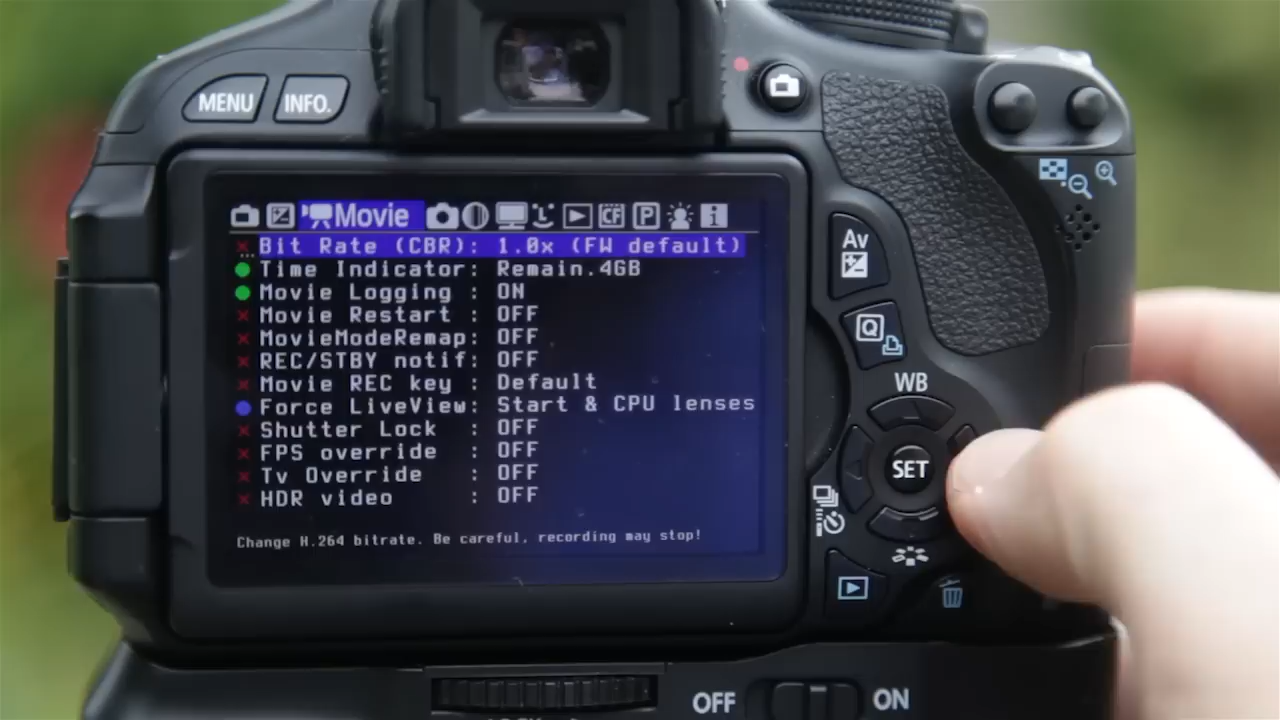 MENU
INFO.
Movie
CF
P
i
Bit Rate (CBR): 1.0x (FW default)
Time Indicator: Remain.4GB
Movie Logging : ON
Movie Restart : OFF
MovieModeRemap: OFF
REC/STBY notif: OFF
Movie REC key : Default
Force LiveView: Start & CPU lenses
Shutter Lock : OFF
FPS override : OFF
Tv Override : OFF
HDR video : OFF
Change H.264 bitrate. Be careful, recording may stop!
Av
Q
WB
SET
OFF
ON